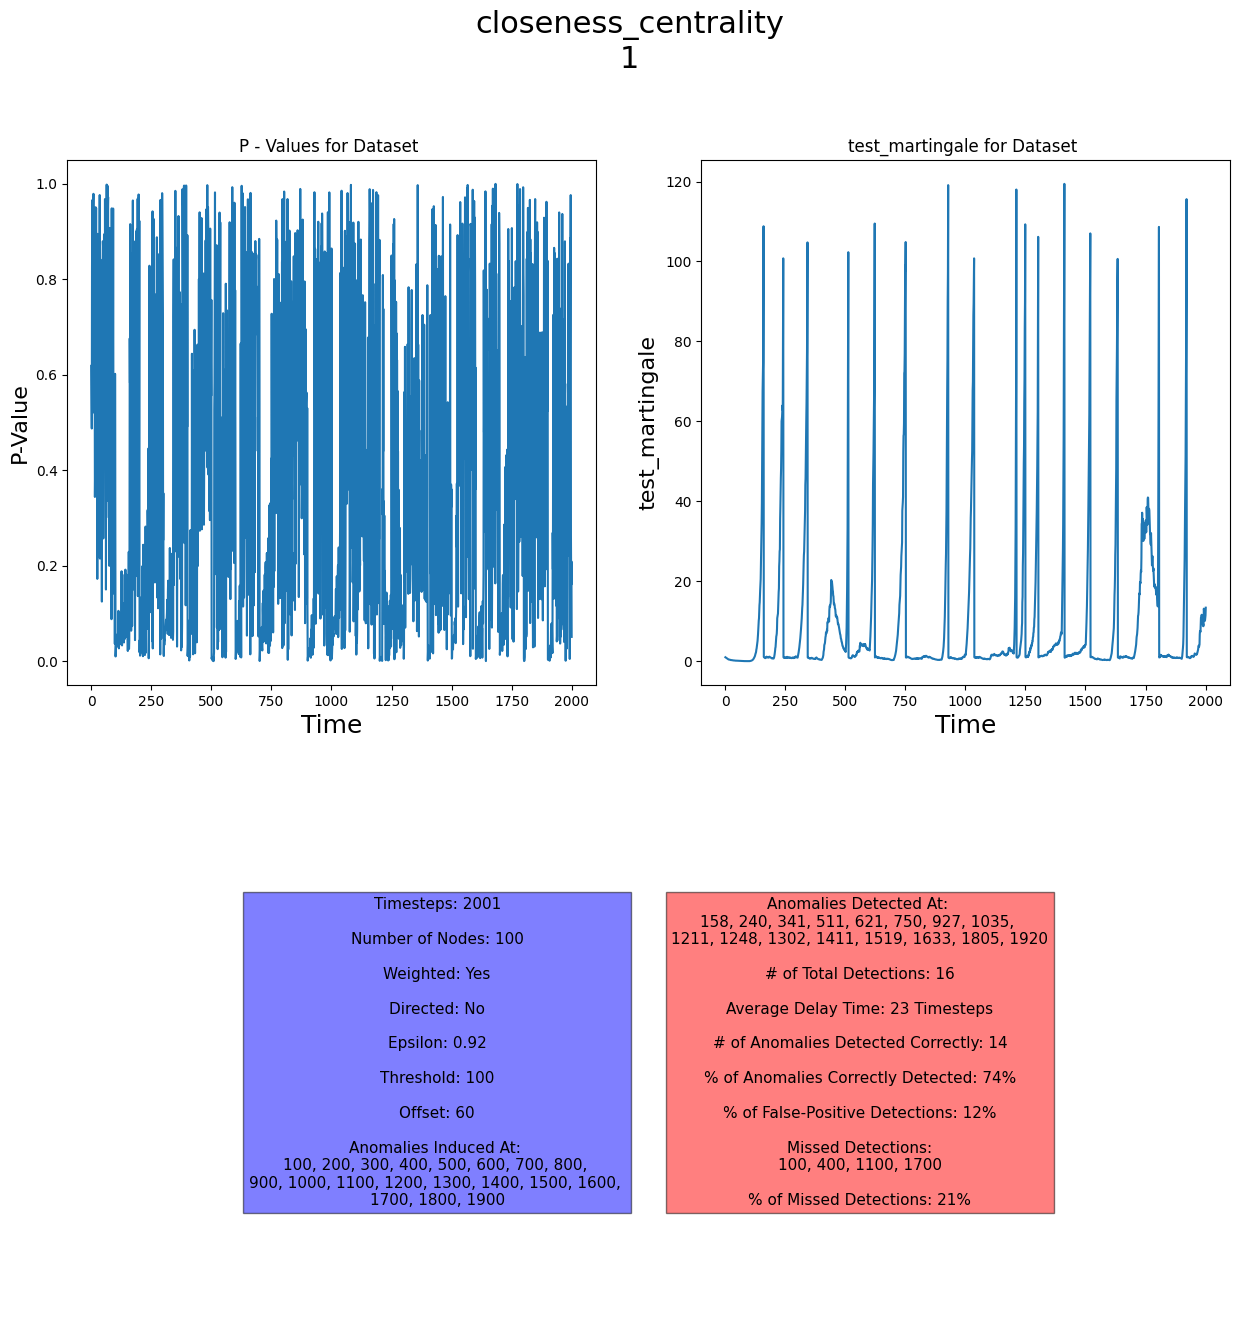 closeness_centrality
1
P - Values for Dataset
1.0
0.8
0.6
0.4
0.2
0.0
P-Value
0 250 500 750 1000 1250 1500 1750 2000
Time
test_martingale for Dataset
120
100
80
60
40
20
0
test_martingale
0 250 500 750 1000 1250 1500 1750 2000
Time
Timesteps: 2001
Number of Nodes: 100
Weighted: Yes
Directed: No
Epsilon: 0.92
Threshold: 100
Offset: 60
Anomalies Induced At:
100, 200, 300, 400, 500, 600, 700, 800,
900, 1000, 1100, 1200, 1300, 1400, 1500, 1600,
1700, 1800, 1900
Anomalies Detected At:
158, 240, 341, 511, 621, 750, 927, 1035,
1211, 1248, 1302, 1411, 1519, 1633, 1805, 1920
# of Total Detections: 16
Average Delay Time: 23 Timesteps
# of Anomalies Detected Correctly: 14
% of Anomalies Correctly Detected: 74%
% of False-Positive Detections: 12%
Missed Detections:
100, 400, 1100, 1700
% of Missed Detections: 21%